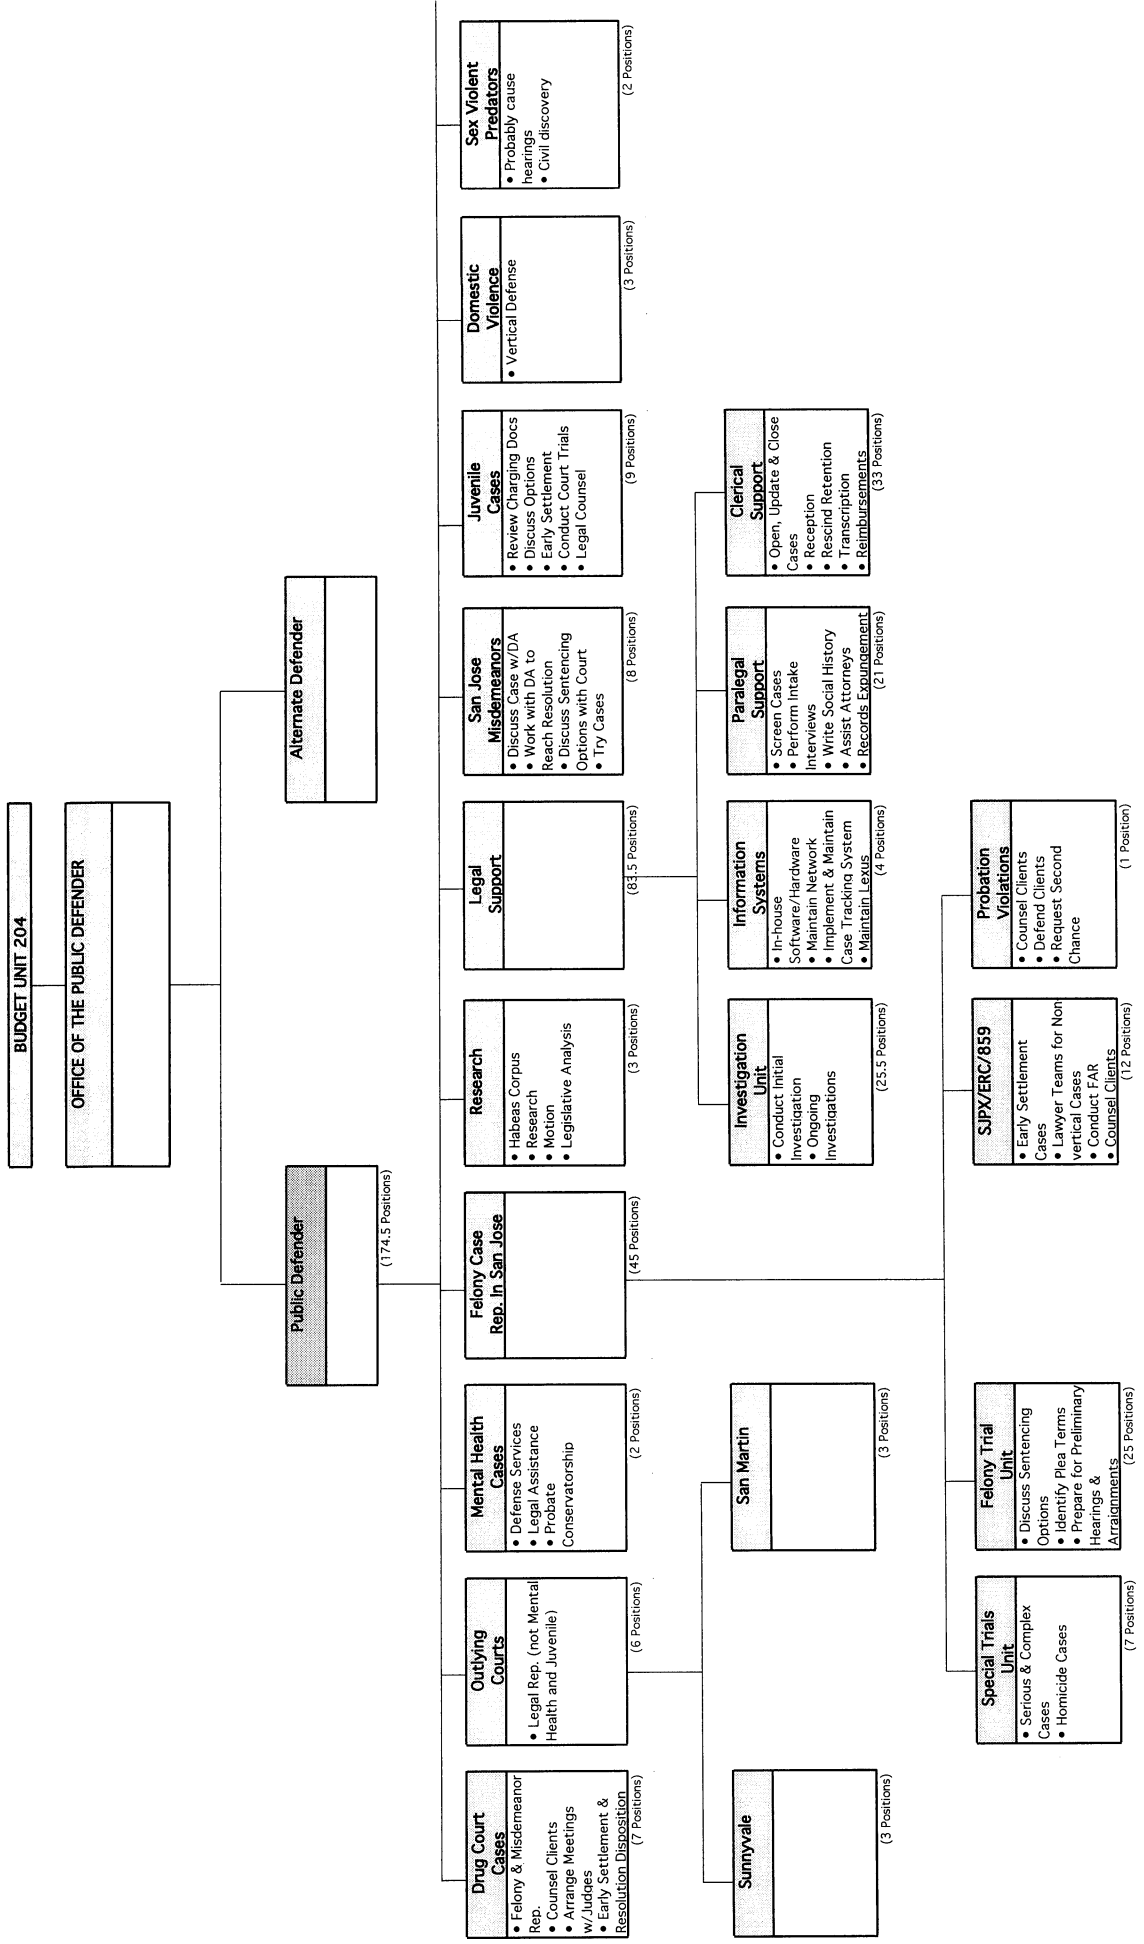 BUDGET UNIT 204
OFFICE OF THE PUBLIC DEFENDER
Public Defender
(174.5 Positions)
Alternate Defender
Drug Court
Cases
• Felony & Misdemeanor
Rep.
• Counsel Clients
• Arrange Meetings
w/Judges
• Early Settlement &
Resolution Disposition
(7 Positions)
Outlying
Courts
• Legal Rep. (not Mental
Health and Juvenile)
(6 Positions)
Mental Health
Cases
• Defense Services
• Legal Assistance
• Probate
Conservatorship
(2 Positions)
Felony Case
Rep. In San Jose
(45 Positions)
Research
• Habeas Corpus
• Research
• Motion
• Legislative Analysis
(3 Positions)
Legal
Support
(83.5 Positions)
San Jose
Misdemeanors
• Discuss Case w/DA
• Work with DA to
Reach Resolution
• Discuss Sentencing
Options with Court
• Try Cases
(8 Positions)
Juvenile
Cases
• Review Charging Docs
• Discuss Options
• Early Settlement
• Conduct Court Trials
• Legal Counsel
(9 Positions)
Domestic
Violence
• Vertical Defense
(3 Positions)
Sex Violent
Predators
• Probably cause
hearings
• Civil discovery
(2 Positions)
Sunnyvale
(3 Positions)
San Martin
(3 Positions)
Investigation
Unit
• Conduct Initial
Investigation
• Ongoing
Investigations
(25.5 Positions)
Information
Systems
• In-house
Software/Hardware
• Maintain Network
• Implement & Maintain
Case Tracking System
• Maintain Lexus
(4 Positions)
Paralegal
Support
• Screen Cases
• Perform Intake
Interviews
• Write Social History
• Assist Attorneys
• Records Expungement
(21 Positions)
Clerical
Support
• Open, Update & Close
Cases
• Reception
• Rescind Retention
• Transcription
• Reimbursements
(33 Positions)
Special Trials
Unit
• Serious & Complex
Cases
• Homicide Cases
(7 Positions)
Felony Trial
Unit
• Discuss Sentencing
Options
• Identify Plea Terms
• Prepare for Preliminary
Hearings &
Arraignments
(25 Positions)
SJPX/ERC/859
• Early Settlement
Cases
• Lawyer Teams for Non-
vertical Cases
• Conduct FAR
• Counsel Clients
(12 Positions)
Probation
Violations
• Counsel Clients
• Defend Clients
• Request Second
Chance
(1 Position)